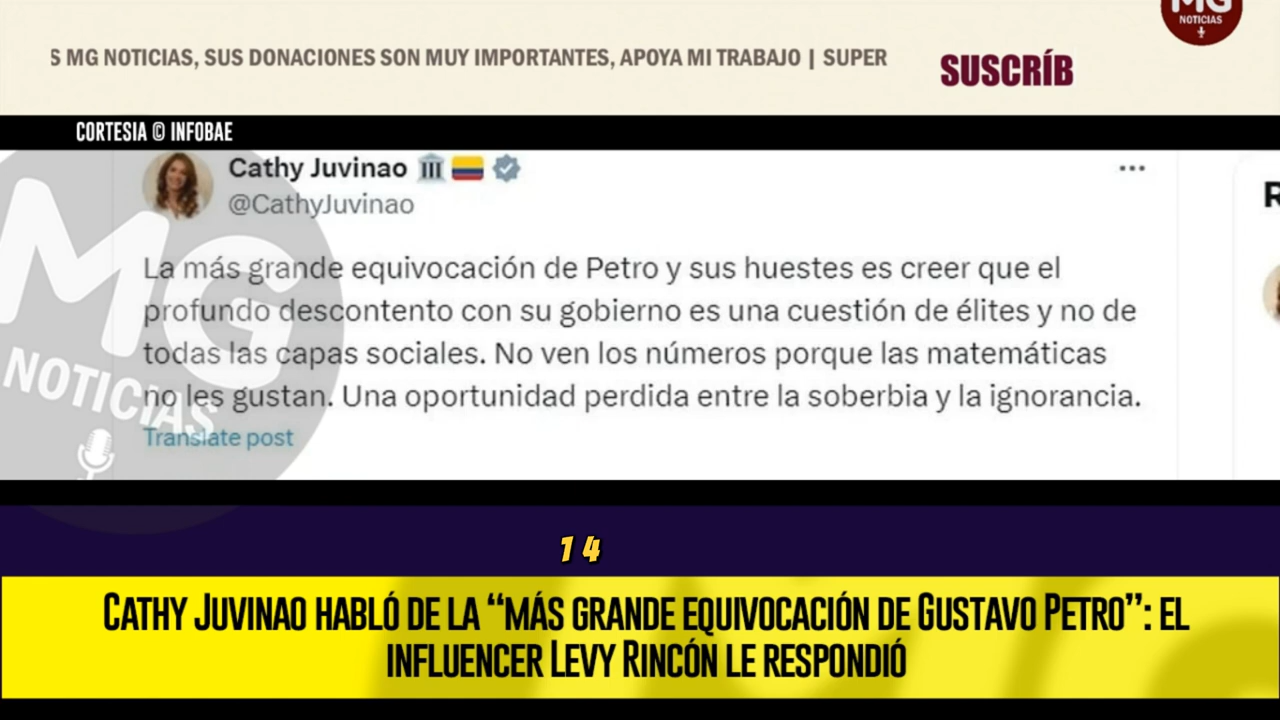 MG
NOTICIAS
S MG NOTICIAS, SUS DONACIONES SON MUY IMPORTANTES, APOYA MI TRABAJO | SUPER
SUSCRÍB
CORTESIA © INFOBAE
Cathy Juvinao
@CathyJuvinao
R
La más grande equivocación de Petro y sus huestes es creer que el
profundo descontento con su gobierno es una cuestión de élites y no de
todas las capas sociales. No ven los números porque las matemáticas
no les gustan. Una oportunidad perdida entre la soberbia y la ignorancia.
Translate post
MG
NOTICIAS
14
CATHY JUVINAO HABLÓ DE LA “MÁS GRANDE EQUIVOCACIÓN DE GUSTAVO PETRO”: EL
INFLUENCER LEVY RINCÓN LE RESPONDIÓ